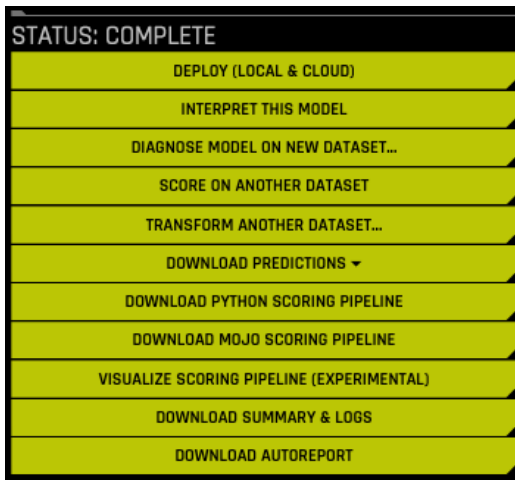 STATUS: COMPLETE
DEPLOY (LOCAL & CLOUD)
INTERPRET THIS MODEL
DIAGNOSE MODEL ON NEW DATASET...
SCORE ON ANOTHER DATASET
TRANSFORM ANOTHER DATASET...
DOWNLOAD PREDICTIONS
DOWNLOAD PYTHON SCORING PIPELINE
DOWNLOAD MOJO SCORING PIPELINE
VISUALIZE SCORING PIPELINE (EXPERIMENTAL)
DOWNLOAD SUMMARY & LOGS
DOWNLOAD AUTOREPORT